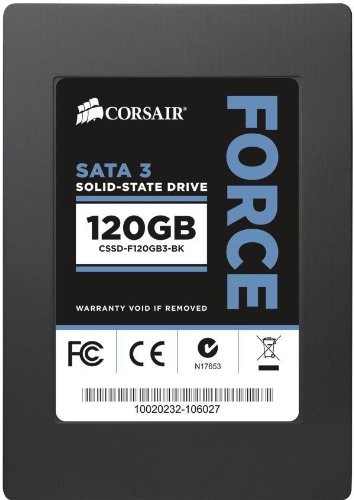 CORSAIR
FORCE
SATA 3
SOLID-STATE DRIVE
120GB
CSSD-F120GB3-BK
WARRANTY VOID IF REMOVED
FC CE N17653
10020232-106027